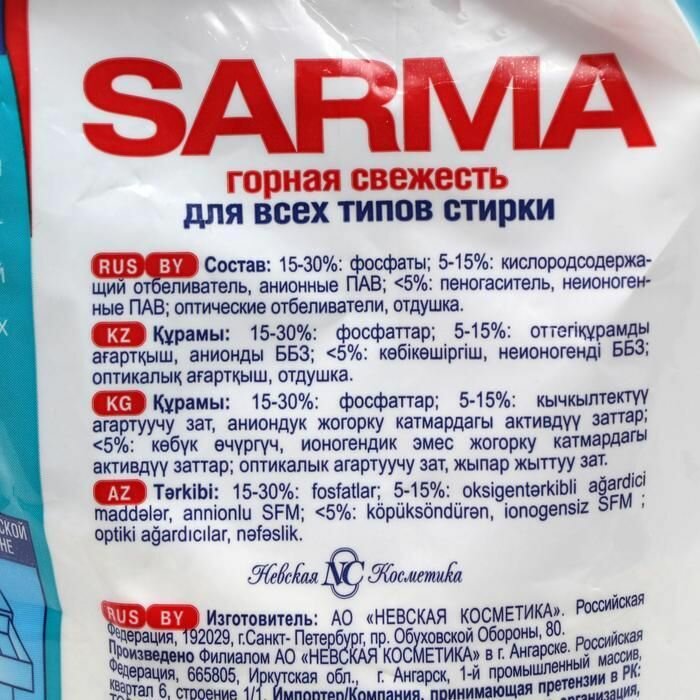 SARMA
горная свежесть
для всех типов стирки
RUS BY Состав: 15-30%: фосфаты; 5-15%: кислородсодержа-
щий отбеливатель, анионные ПАВ; <5%: пеногаситель, неионоген-
ные ПАВ; оптические отбеливатели, отдушка.
KZ Құрамы: 15-30%: фосфаттар; 5-15%: оттегіқұрамды
ағартқыш, анионды ББЗ; <5%: көбікөшіргіш, неионогенді ББЗ;
оптикалық ағартқыш, отдушка.
KG Құрамы: 15-30%: фосфаттар; 5-15%: кычкылтектүү
агартуучу зат, аниондук жогорку катмардагы активдүү заттар;
<5%: көбүк өчүргүч, ионогендик эмес жогорку катмардагы
активдүү заттар; оптикалык агартуучу зат, жыпар жыттуу зат.
AZ Tərkibi: 15-30%: fosfatlar; 5-15%: oksigentərkibli ağardici
maddələr, annionlu SFM; <5%: köpüksöndürən, ionogensiz SFM ;
optiki ağardıcılar, nəfəslik.
Невская NC Косметика
RUS BY Изготовитель: АО «НЕВСКАЯ КОСМЕТИКА». Российская
Федерация, 192029, г.Санкт- Петербург, пр. Обуховской Обороны, 80.
Произведено Филиалом АО «НЕВСКАЯ КОСМЕТИКА» в г. Ангарске. Российская
Федерация, 665805, Иркутская обл., г. Ангарск, 1-й промышленный массив,
квартал 6, строение 1/1. Импортер/Компания, принимающая претензии в РК: